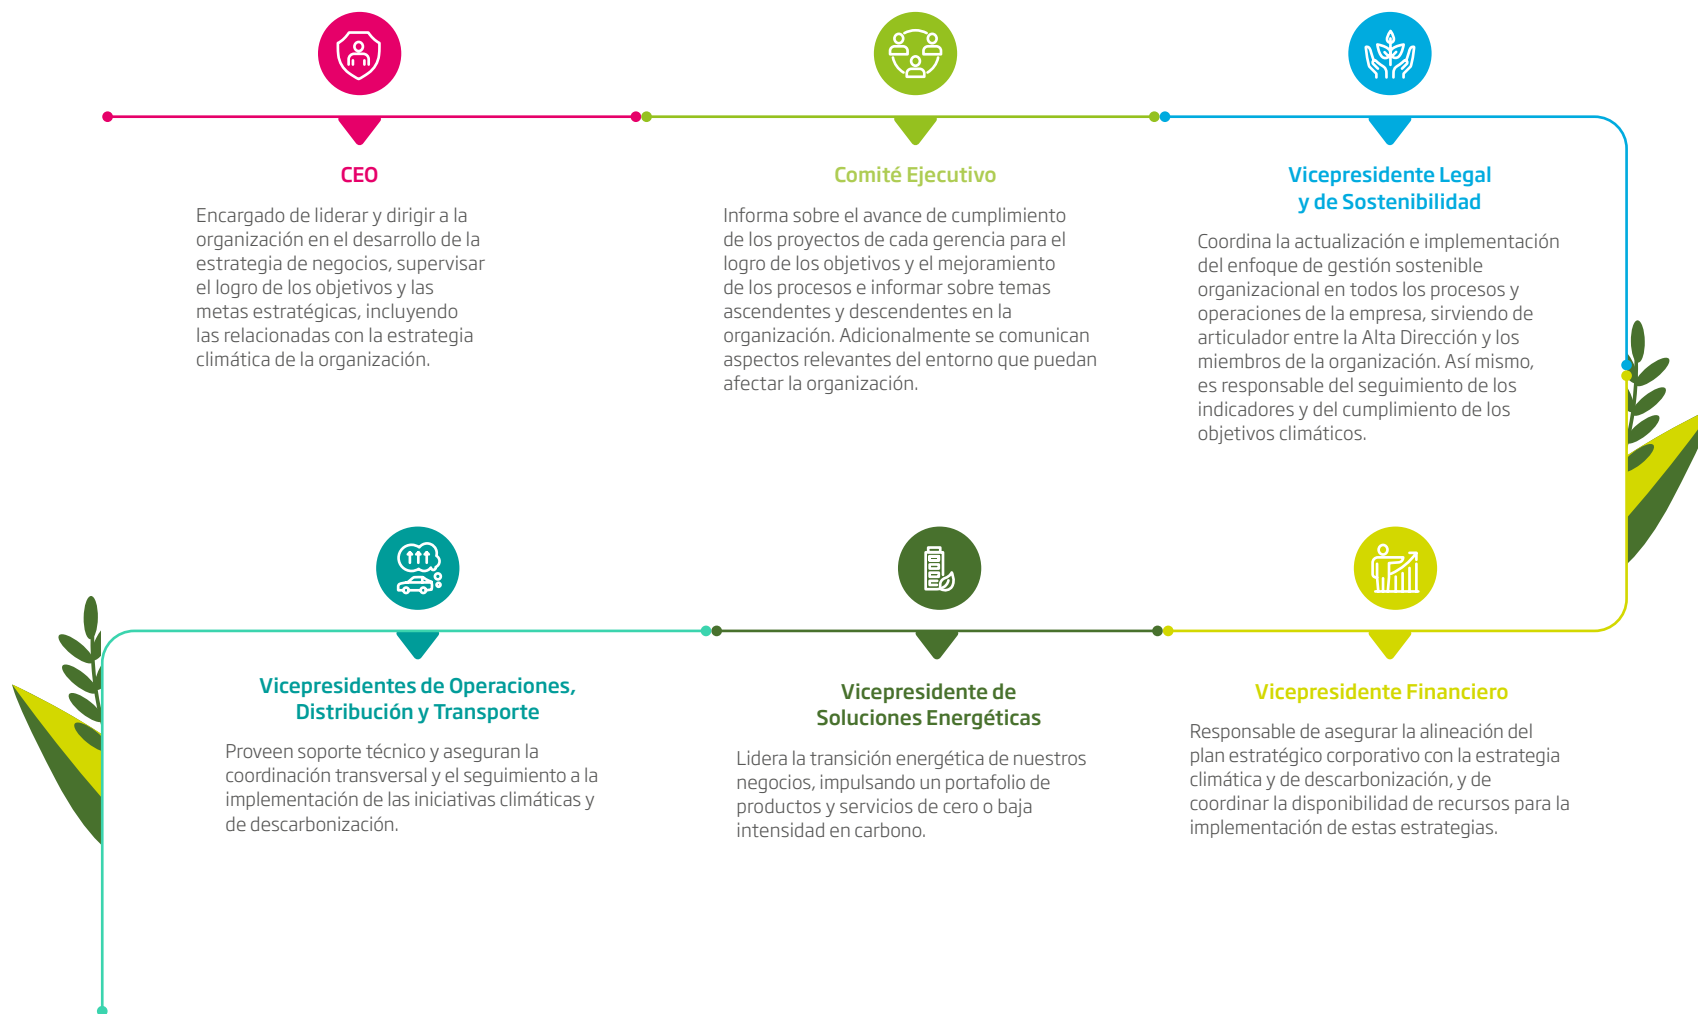 CEO
Encargado de liderar y dirigir a la
organización en el desarrollo de la
estrategia de negocios, supervisar
el logro de los objetivos y las
metas estratégicas, incluyendo
las relacionadas con la estrategia
climática de la organización.
Comité Ejecutivo
Informa sobre el avance de cumplimiento
de los proyectos de cada gerencia para el
logro de los objetivos y el mejoramiento
de los procesos e informar sobre temas
ascendentes y descendentes en la
organización. Adicionalmente se comunican
aspectos relevantes del entorno que puedan
afectar la organización.
Vicepresidente Legal
y de Sostenibilidad
Coordina la actualización e implementación
del enfoque de gestión sostenible
organizacional en todos los procesos y
operaciones de la empresa, sirviendo de
articulador entre la Alta Dirección y los
miembros de la organización. Así mismo,
es responsable del seguimiento de los
indicadores y del cumplimiento de los
objetivos climáticos.
Vicepresidentes de Operaciones,
Distribución y Transporte
Proveen soporte técnico y aseguran la
coordinación transversal y el seguimiento a la
implementación de las iniciativas climáticas y
de descarbonización.
Vicepresidente de
Soluciones Energéticas
Lidera la transición energética de nuestros
negocios, impulsando un portafolio de
productos y servicios de cero o baja
intensidad en carbono.
Vicepresidente Financiero
Responsable de asegurar la alineación del
plan estratégico corporativo con la estrategia
climática y de descarbonización, y de
coordinar la disponibilidad de recursos para la
implementación de estas estrategias.